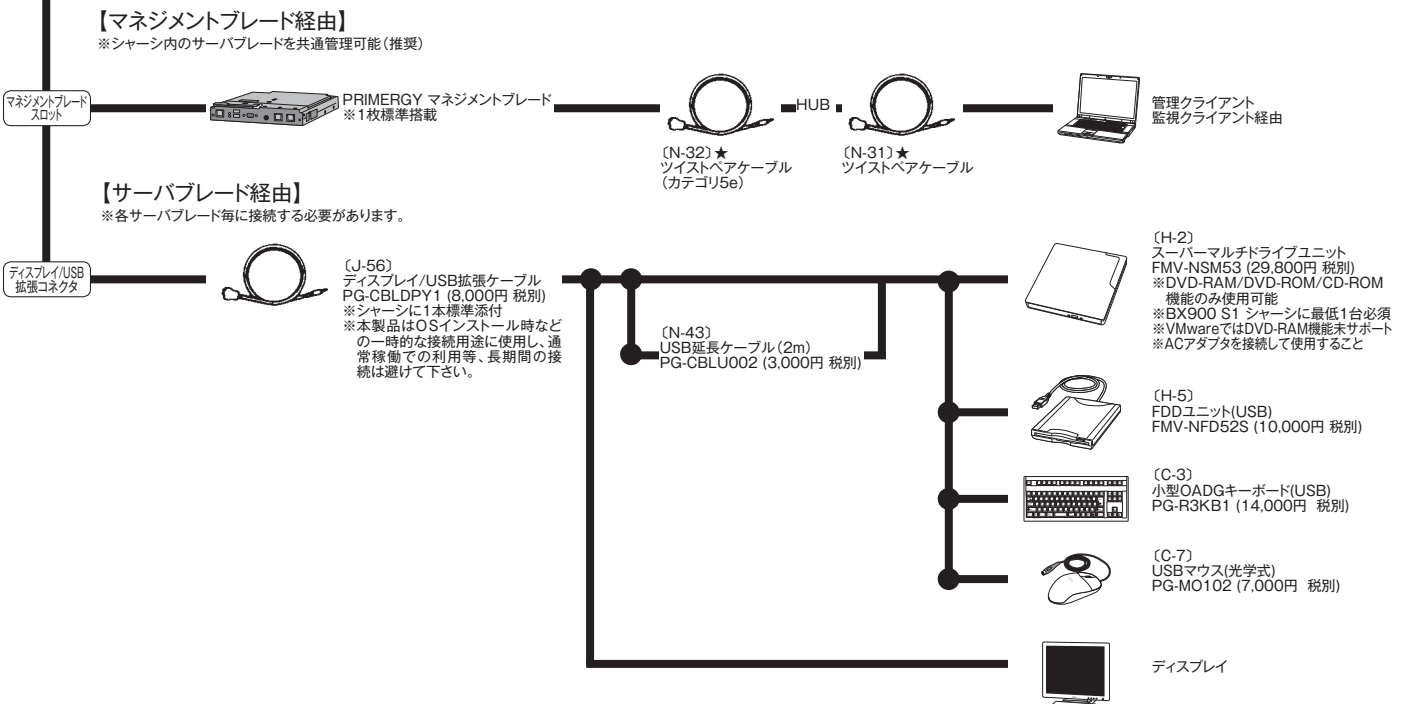 【マネジメントブレード経由】
※シャーシ内のサーバブレードを共通管理可能(推奨)
マネジメントブレード
スロット
PRIMERGY マネジメントブレード
※1枚標準搭載
HUB
〔N-32〕★
ツイストペアケーブル
(カテゴリ5e)
〔N-31〕★
ツイストペアケーブル
管理クライアント
監視クライアント経由
【サーバブレード経由】
※各サーバブレード毎に接続する必要があります。
ディスプレイ/USB
拡張コネクタ
〔J-56〕
ディスプレイ/USB拡張ケーブル
PG-CBLDPY1 (8,000円 税別)
※シャーシに1本標準添付
※本製品はOSインストール時など
の一時的な接続用途に使用し、通
常稼働での利用等、長期間の接
続は避けて下さい。
〔N-43〕
USB延長ケーブル(2m)
PG-CBLU002 (3,000円 税別)
〔H-2〕
スーパーマルチドライブユニット
FMV-NSM53 (29,800円 税別)
※DVD-RAM/DVD-ROM/CD-ROM
機能のみ使用可能
※BX900 S1 シャーシに最低1台必須
※VMwareではDVD-RAM機能未サポート
※ACアダプタを接続して使用すること
〔H-5〕
FDDユニット(USB)
FMV-NFD52S (10,000円 税別)
〔C-3〕
小型OADGキーボード(USB)
PG-R3KB1 (14,000円 税別)
〔C-7〕
USBマウス(光学式)
PG-MO102 (7,000円 税別)
ディスプレイ